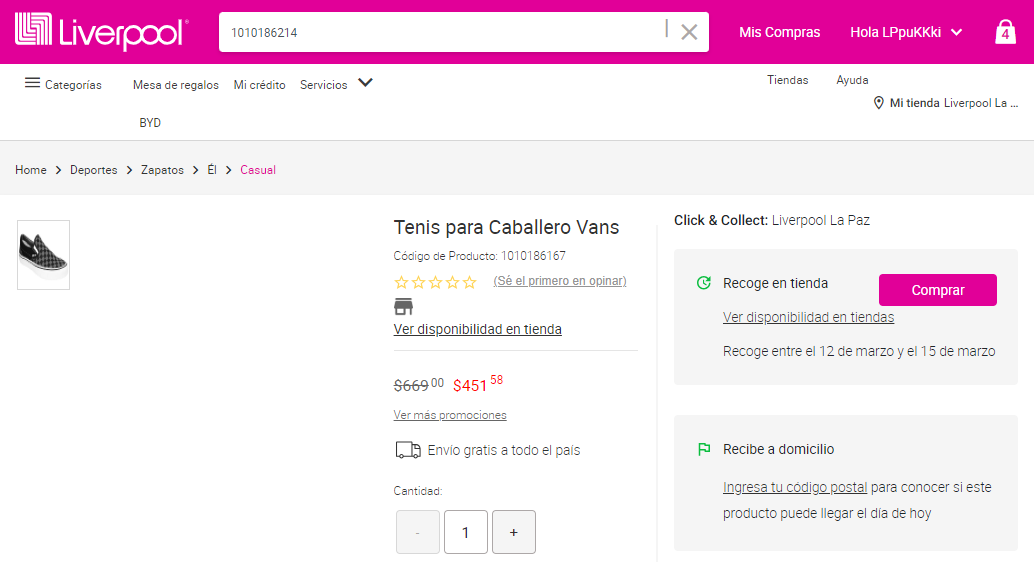 Liverpool
1010186214
Mis Compras
Hola LPpuKKki
4
Categorías
Mesa de regalos
Mi crédito
Servicios
Tiendas
Ayuda
Mi tienda Liverpool La ...
BYD
Home > Deportes > Zapatos > Él > Casual
Tenis para Caballero Vans
Código de Producto: 1010186167
(Sé el primero en opinar)
Ver disponibilidad en tienda
$669 00 $451 58
Ver más promociones
Envío gratis a todo el país
Cantidad:
- 1 +
Click & Collect: Liverpool La Paz
Recoge en tienda
Comprar
Ver disponibilidad en tiendas
Recoge entre el 12 de marzo y el 15 de marzo
Recibe a domicilio
Ingresa tu código postal para conocer si este
producto puede llegar el día de hoy